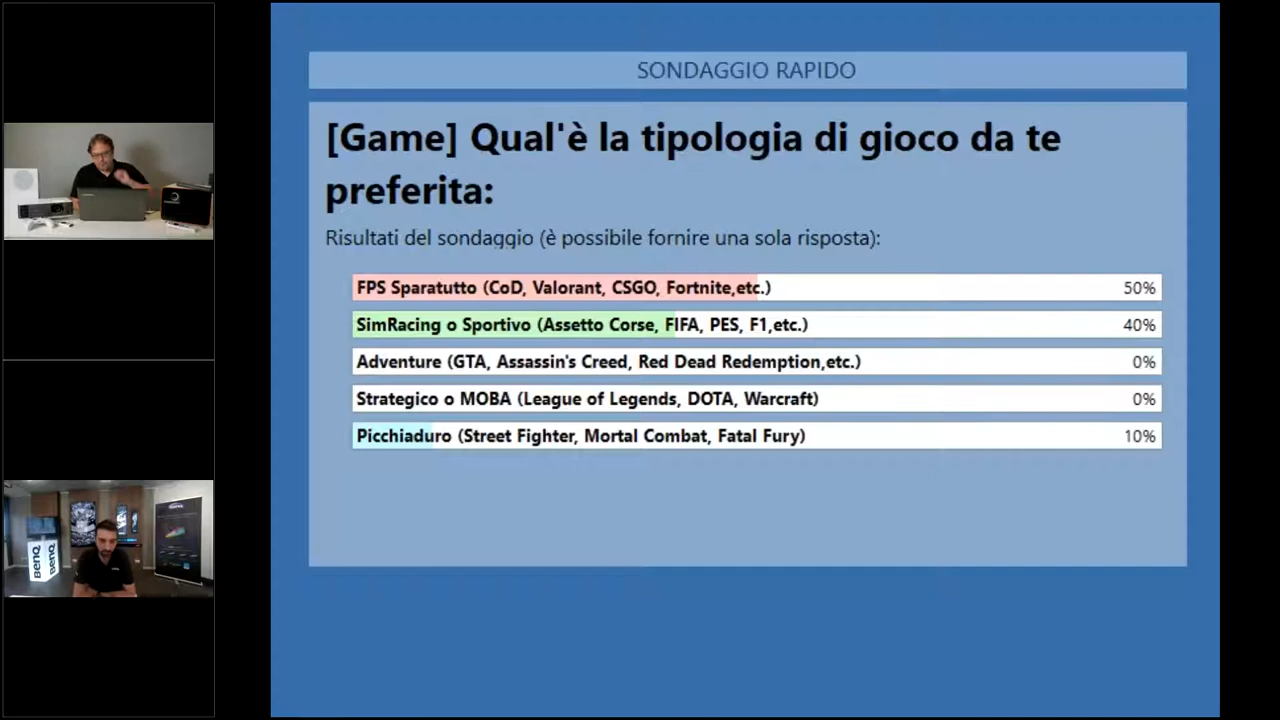 SONDAGGIO RAPIDO
[Game] Qual'è la tipologia di gioco da te
preferita:
Risultati del sondaggio (è possibile fornire una sola risposta):
FPS Sparatutto (CoD, Valorant, CSGO, Fortnite,etc.) 50%
SimRacing o Sportivo (Assetto Corse, FIFA, PES, F1,etc.) 40%
Adventure (GTA, Assassin's Creed, Red Dead Redemption,etc.) 0%
Strategico o MOBA (League of Legends, DOTA, Warcraft) 0%
Picchiaduro (Street Fighter, Mortal Combat, Fatal Fury) 10%
BenQ
BenQ